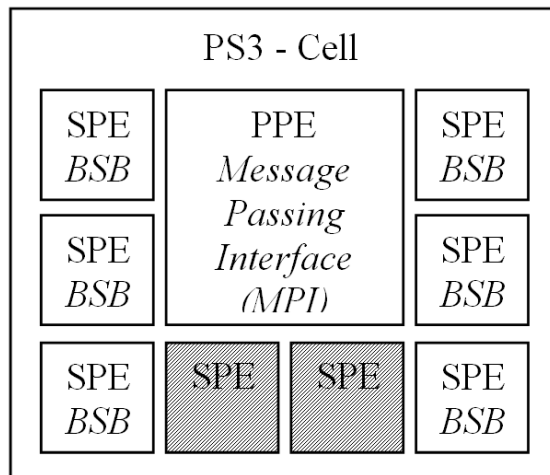 PS3 - Cell
SPE
BSB
PPE
Message
Passing
Interface
(MPI)
SPE
BSB
SPE
BSB
SPE
BSB
SPE
BSB
SPE
SPE
SPE
BSB